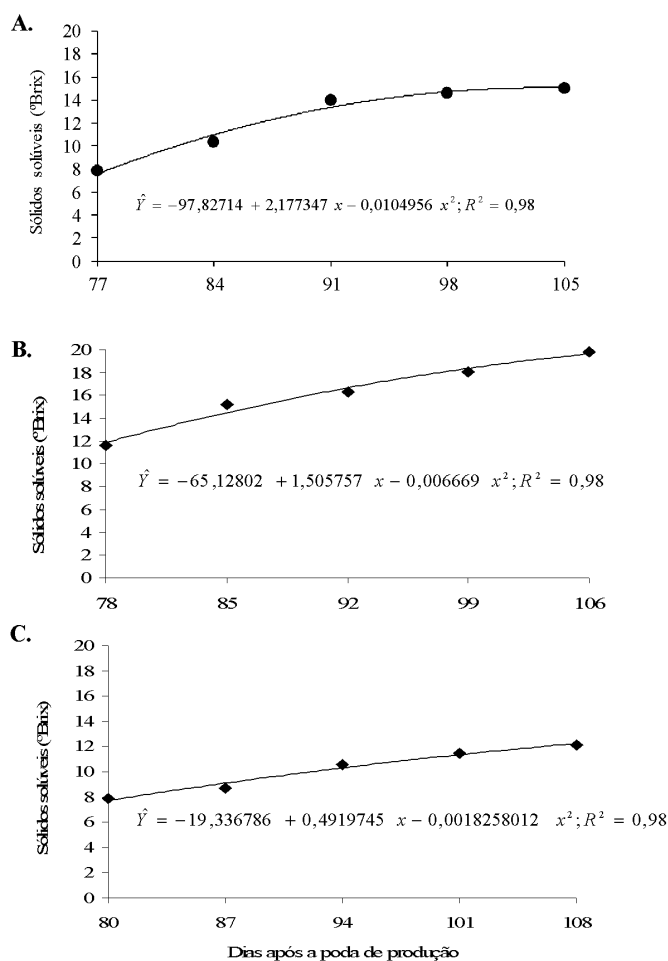 A.
Sólidos solúveis (ºBrix)
20
18
16
14
12
10
8
6
4
2
0
Ŷ = −97,82714 + 2,177347 x − 0,0104956 x²; R² = 0,98
77 84 91 98 105
B.
Sólidos solúveis (ºBrix)
20
18
16
14
12
10
8
6
4
2
0
Ŷ = −65,12802 + 1,505757 x − 0,006669 x²; R² = 0,98
78 85 92 99 106
C.
Sólidos solúveis (ºBrix)
20
18
16
14
12
10
8
6
4
2
0
Ŷ = −19,336786 + 0,4919745 x − 0,0018258012 x²; R² = 0,98
80 87 94 101 108
Dias após a poda de produção